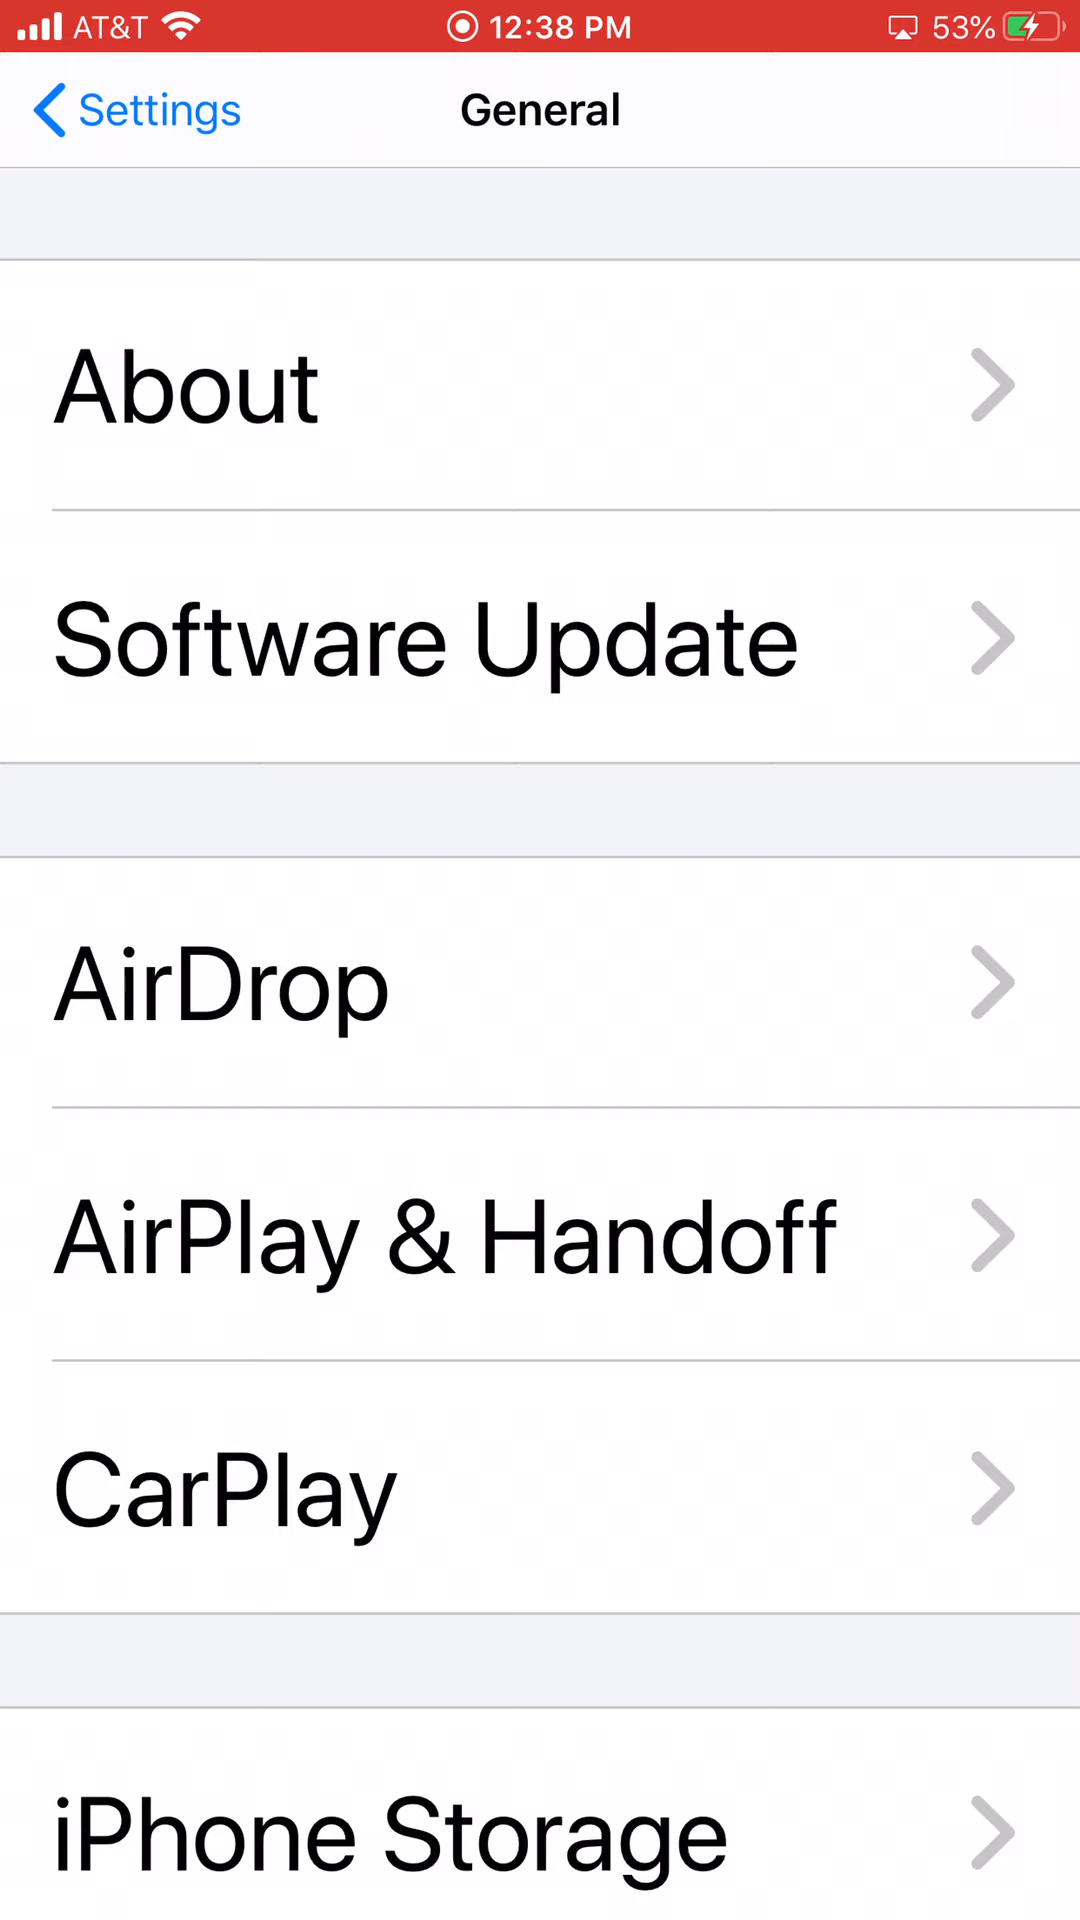 AT&T 12:38 PM 53%
Settings General
About
Software Update
AirDrop
AirPlay & Handoff
CarPlay
iPhone Storage